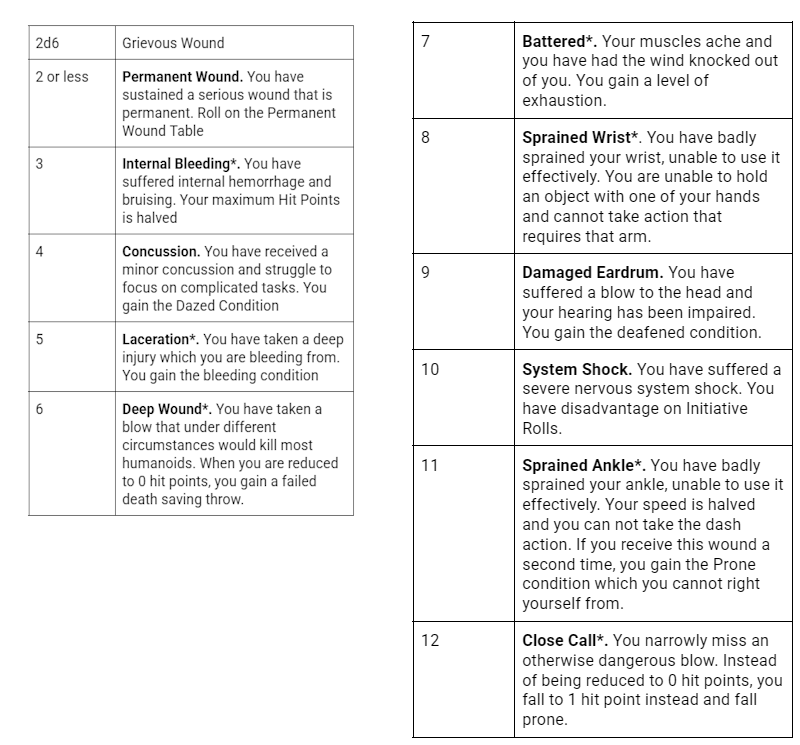 2d6
Grievous Wound
2 or less
Permanent Wound. You have
sustained a serious wound that is
permanent. Roll on the Permanent
Wound Table
3
Internal Bleeding*. You have
suffered internal hemorrhage and
bruising. Your maximum Hit Points
is halved
4
Concussion. You have received a
minor concussion and struggle to
focus on complicated tasks. You
gain the Dazed Condition
5
Laceration*. You have taken a deep
injury which you are bleeding from.
You gain the bleeding condition
6
Deep Wound*. You have taken a
blow that under different
circumstances would kill most
humanoids. When you are reduced
to 0 hit points, you gain a failed
death saving throw.
7
Battered*. Your muscles ache and
you have had the wind knocked out
of you. You gain a level of
exhaustion.
8
Sprained Wrist*. You have badly
sprained your wrist, unable to use it
effectively. You are unable to hold
an object with one of your hands
and cannot take action that
requires that arm.
9
Damaged Eardrum. You have
suffered a blow to the head and
your hearing has been impaired.
You gain the deafened condition.
10
System Shock. You have suffered a
severe nervous system shock. You
have disadvantage on Initiative
Rolls.
11
Sprained Ankle*. You have badly
sprained your ankle, unable to use it
effectively. Your speed is halved
and you can not take the dash
action. If you receive this wound a
second time, you gain the Prone
condition which you cannot right
yourself from.
12
Close Call*. You narrowly miss an
otherwise dangerous blow. Instead
of being reduced to 0 hit points, you
fall to 1 hit point instead and fall
prone.